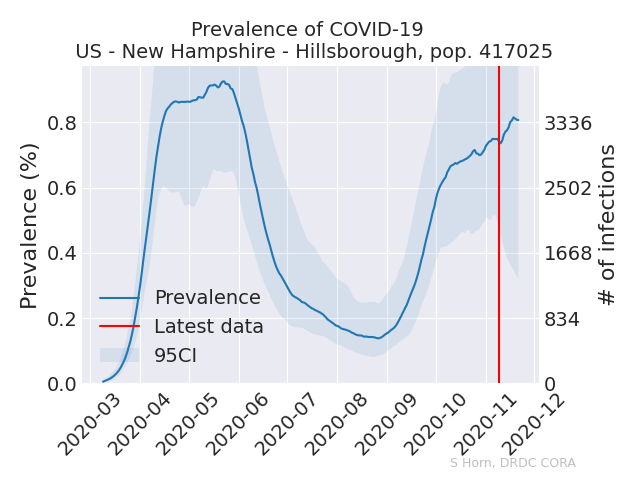 Prevalence of COVID-19
US - New Hampshire - Hillsborough, pop. 417025
Prevalence (%)
0.8
0.6
0.4
0.2
0.0
3336
2502
1668
834
0
# of infections
Prevalence
Latest data
95CI
2020-03
2020-04
2020-05
2020-06
2020-07
2020-08
2020-09
2020-10
2020-11
2020-12
S Horn, DRDC CORA